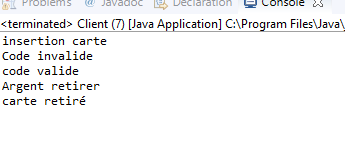 Problems @ Javadoc Declaration Console
<terminated> Client (7) [Java Application] C:\Program Files\Java\
insertion carte
Code invalide
code valide
Argent retirer
carte retiré